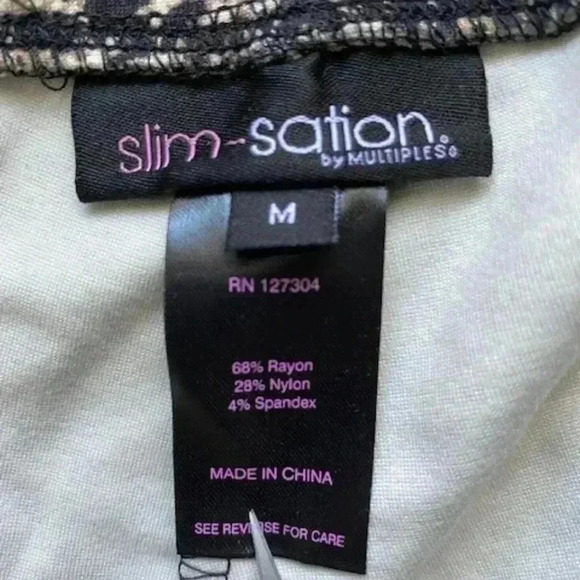 slim-sation®
by MULTIPLES®
M
RN 127304
68% Rayon
28% Nylon
4% Spandex
MADE IN CHINA
SEE REVERSE FOR CARE